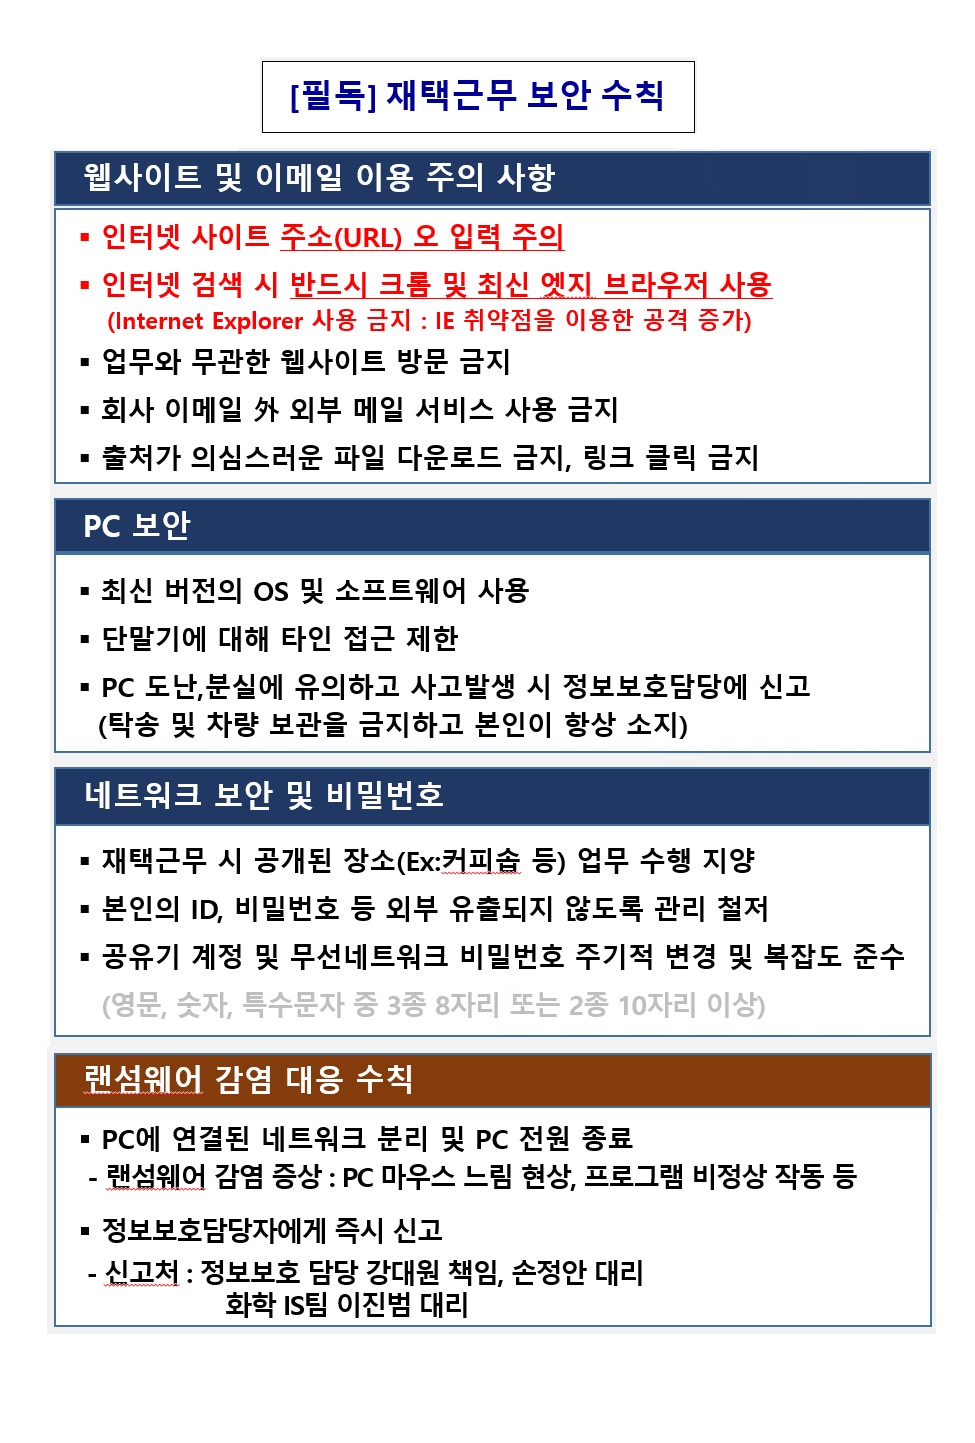 [필독] 재택근무 보안 수칙
웹사이트 및 이메일 이용 주의 사항
▪ 인터넷 사이트 주소(URL) 오 입력 주의
▪ 인터넷 검색 시 반드시 크롬 및 최신 엣지 브라우저 사용
(Internet Explorer 사용 금지 : IE 취약점을 이용한 공격 증가)
▪ 업무와 무관한 웹사이트 방문 금지
▪ 회사 이메일 外 외부 메일 서비스 사용 금지
▪ 출처가 의심스러운 파일 다운로드 금지, 링크 클릭 금지
PC 보안
▪ 최신 버전의 OS 및 소프트웨어 사용
▪ 단말기에 대해 타인 접근 제한
▪ PC 도난,분실에 유의하고 사고발생 시 정보보호담당에 신고
(탁송 및 차량 보관을 금지하고 본인이 항상 소지)
네트워크 보안 및 비밀번호
▪ 재택근무 시 공개된 장소(Ex:커피솝 등) 업무 수행 지양
▪ 본인의 ID, 비밀번호 등 외부 유출되지 않도록 관리 철저
▪ 공유기 계정 및 무선네트워크 비밀번호 주기적 변경 및 복잡도 준수
(영문, 숫자, 특수문자 중 3종 8자리 또는 2종 10자리 이상)
랜섬웨어 감염 대응 수칙
▪ PC에 연결된 네트워크 분리 및 PC 전원 종료
- 랜섬웨어 감염 증상 : PC 마우스 느림 현상, 프로그램 비정상 작동 등
▪ 정보보호담당자에게 즉시 신고
- 신고처 : 정보보호 담당 강대원 책임, 손정안 대리
화학 IS팀 이진범 대리